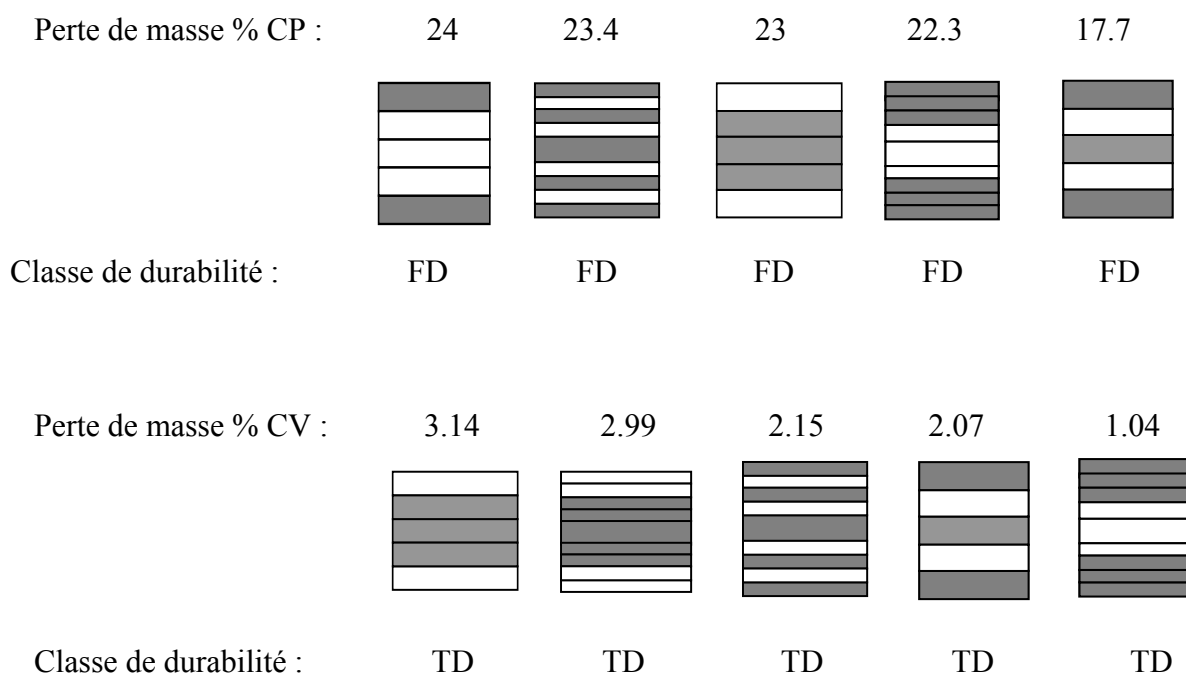 Perte de masse % CP : 24 23.4 23 22.3 17.7
Classe de durabilité : FD FD FD FD FD
Perte de masse % CV : 3.14 2.99 2.15 2.07 1.04
Classe de durabilité : TD TD TD TD TD